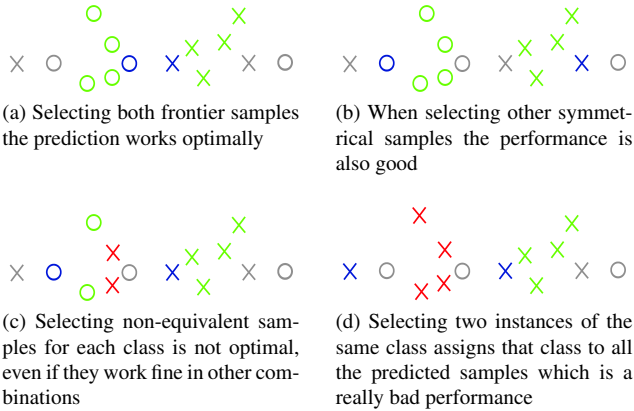 (a) Selecting both frontier samples
the prediction works optimally
(b) When selecting other symmet-
rical samples the performance is
also good
(c) Selecting non-equivalent sam-
ples for each class is not optimal,
even if they work fine in other com-
binations
(d) Selecting two instances of the
same class assigns that class to all
the predicted samples which is a
really bad performance